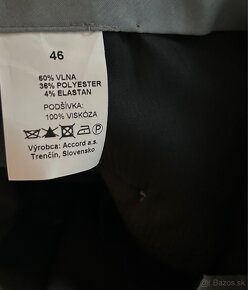 46
60% VLNA
36% POLYESTER
4% ELASTAN
PODŠÍVKA:
100% VISKÓZA
Výrobca: Accord a.s.
Trenčín, Slovensko
Bazos.sk